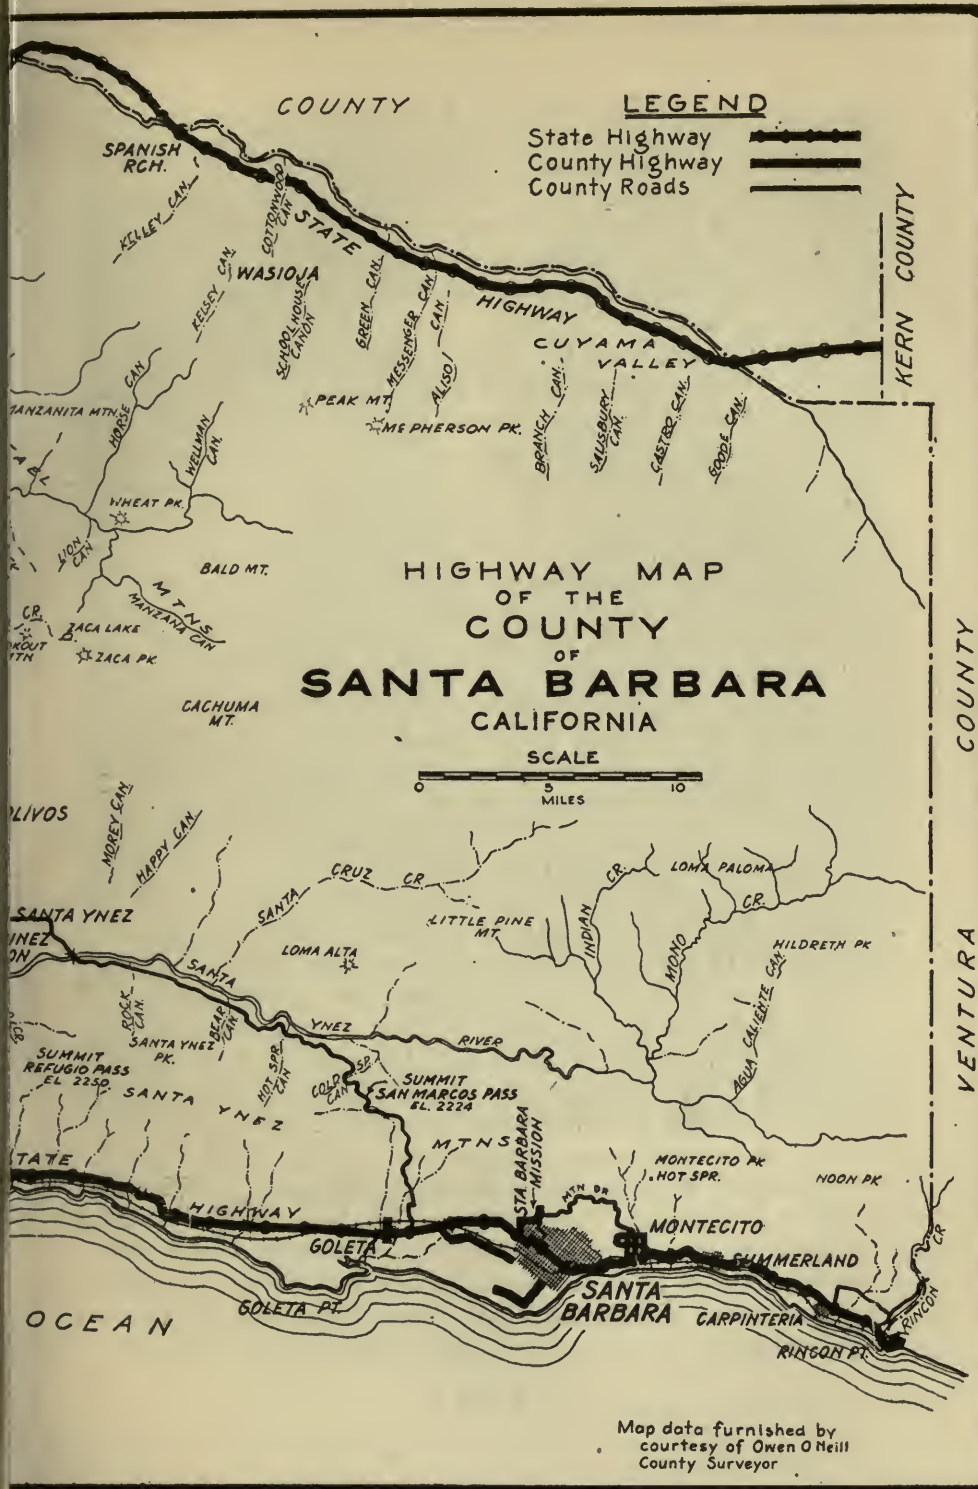 COUNTY
LEGEND
State Highway
County Highway
County Roads
SPANISH
RCH.
KILLEY CAN.
COTTONWOOD
CAN
STATE
HIGHWAY
KERN COUNTY
WASIOJA
KELSEY CAN.
SCHOOLHOUSE
CANON
GREEN CAN.
MESSENGER CAN.
ALISO CAN.
CUYAMA
VALLEY
BRANCH CAN.
SALISBURY
CAN.
CASTRO CAN.
GOODE CAN.
PEAK MT.
MC PHERSON PK.
MANZANITA MTN.
HORSE CAN
WELLMAN
CAN.
WHEAT PK.
LION
CAN
BALD MT.
MTNS
MANZANA CAN
CR.
ZACA LAKE
ZACA PK.
KOUT
MTN
CACHUMA
MT.
HIGHWAY MAP
OF THE
COUNTY
OF
SANTA BARBARA
CALIFORNIA
SCALE
0 5 10
MILES
VENTURA COUNTY
OLIVOS
MOREY CAN.
HAPPY CAN.
SANTA CRUZ CR.
LITTLE PINE
MT.
INDIAN CR.
LOMA PALOMA
MONO CR.
HILDRETH PK
AGUA CALIENTE CAN.
SANTA YNEZ
YNEZ
ON
LOMA ALTA
SANTA YNEZ RIVER
ROCK
CAN.
SANTA YNEZ
PK.
BEAR
CAN.
HOT SPR.
CAN
COLD SP.
CAN
CR.
SUMMIT
REFUGIO PASS
EL 2250
SUMMIT
SAN MARCOS PASS
EL. 2224
SANTA YNEZ MTNS
STATE HIGHWAY
STA. BARBARA
MISSION
MTN DR
MONTECITO PK
HOT SPR.
NOON PK
MONTECITO
GOLETA
GOLETA PT.
SUMMERLAND
SANTA
BARBARA
CARPINTERIA
RINCON CR
RINCON PT.
OCEAN
Map data furnished by
courtesy of Owen O Neill
County Surveyor